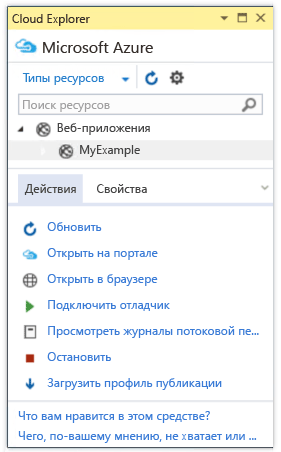 Cloud Explorer
Microsoft Azure
Типы ресурсов
Поиск ресурсов
Веб-приложения
MyExample
Действия Свойства
Обновить
Открыть на портале
Открыть в браузере
Подключить отладчик
Просмотреть журналы потоковой пе...
Остановить
Загрузить профиль публикации
Что вам нравится в этом средстве?
Чего, по-вашему мнению, не хватает или ...